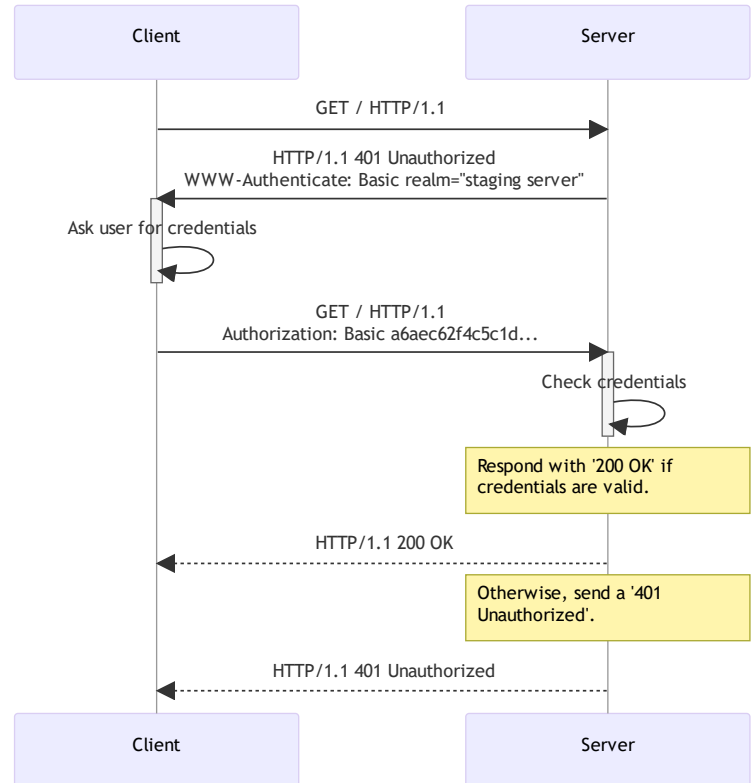 Client
Server
GET / HTTP/1.1
HTTP/1.1 401 Unauthorized
WWW-Authenticate: Basic realm="staging server"
Ask user for credentials
GET / HTTP/1.1
Authorization: Basic a6aec62f4c5c1d...
Check credentials
Respond with '200 OK' if
credentials are valid.
HTTP/1.1 200 OK
Otherwise, send a '401
Unauthorized'.
HTTP/1.1 401 Unauthorized
Client
Server